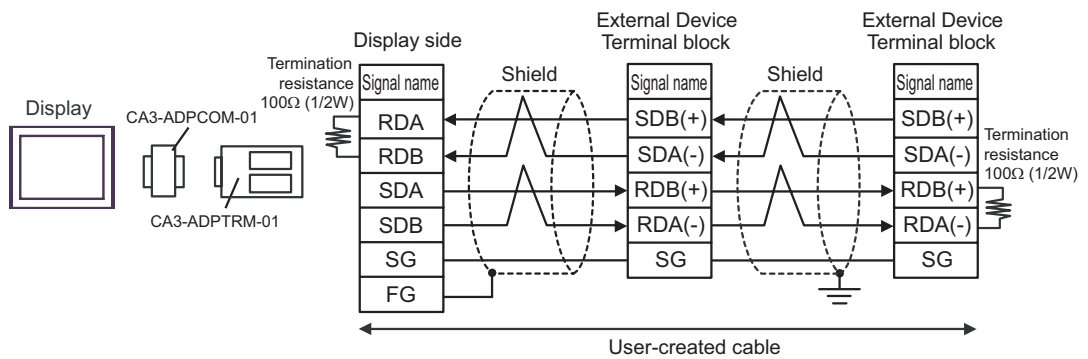 Display
CA3-ADPCOM-01
CA3-ADPTRM-01
Termination
resistance
100Ω (1/2W)
Display side
Signal name
RDA
RDB
SDA
SDB
SG
FG
Shield
External Device
Terminal block
Signal name
SDB(+)
SDA(-)
RDB(+)
RDA(-)
SG
Shield
External Device
Terminal block
Signal name
SDB(+)
SDA(-)
RDB(+)
RDA(-)
SG
Termination
resistance
100Ω (1/2W)
User-created cable